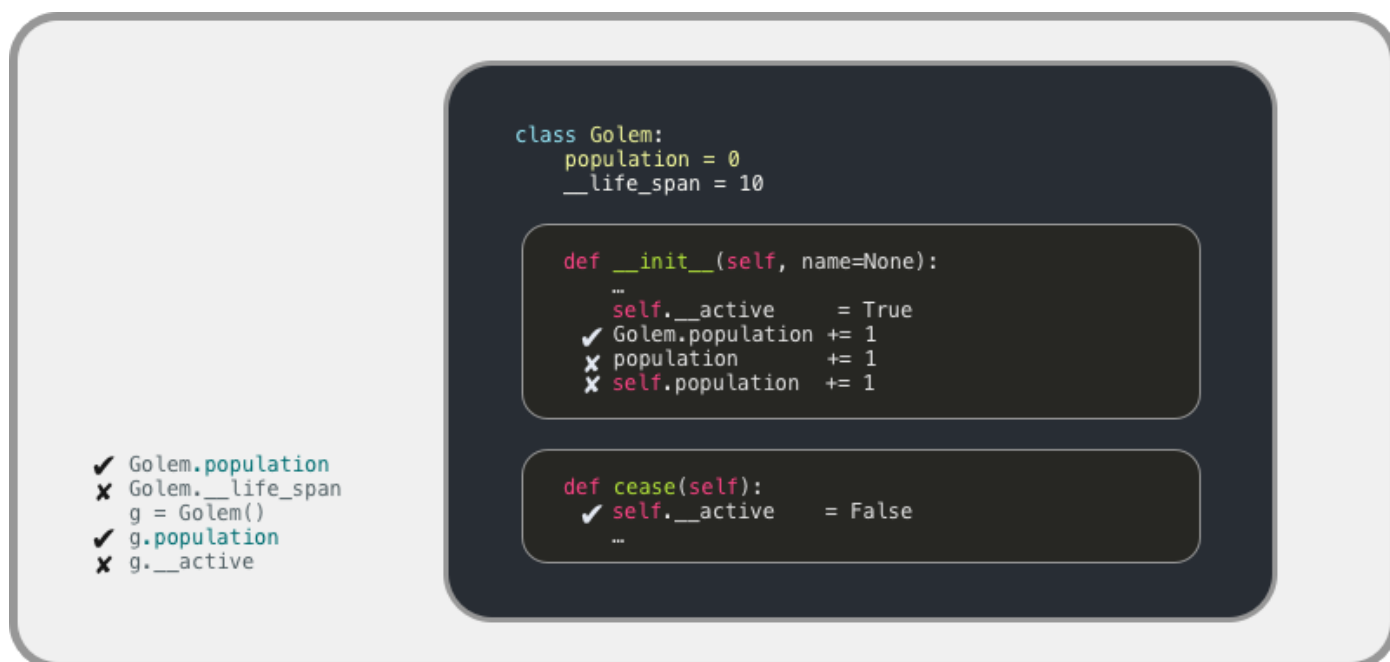 class Golem:
population = 0
__life_span = 10
def __init__(self, name=None):
…
self.__active = True
✔ Golem.population += 1
✘ population += 1
✘ self.population += 1
def cease(self):
✔ self.__active = False
…
✔ Golem.population
✘ Golem.__life_span
g = Golem()
✔ g.population
✘ g.__active